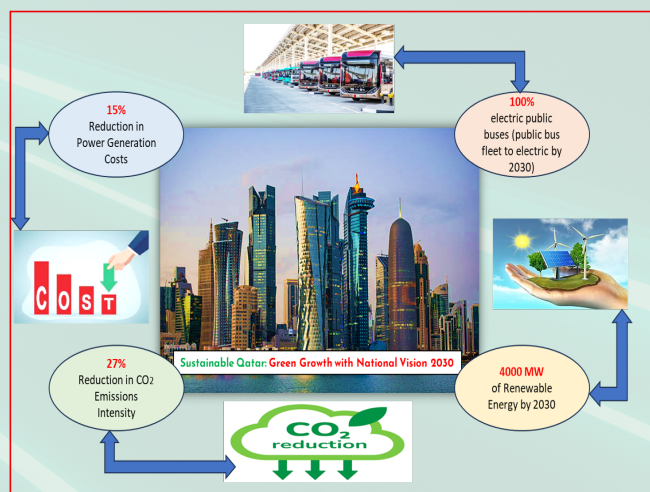 15%
Reduction in
Power Generation
Costs
100%
electric public
buses (public bus
fleet to electric by
2030)
COST
Sustainable Qatar: Green Growth with National Vision 2030
27%
Reduction in CO2
Emissions
Intensity
4000 MW
of Renewable
Energy by 2030
CO2
reduction